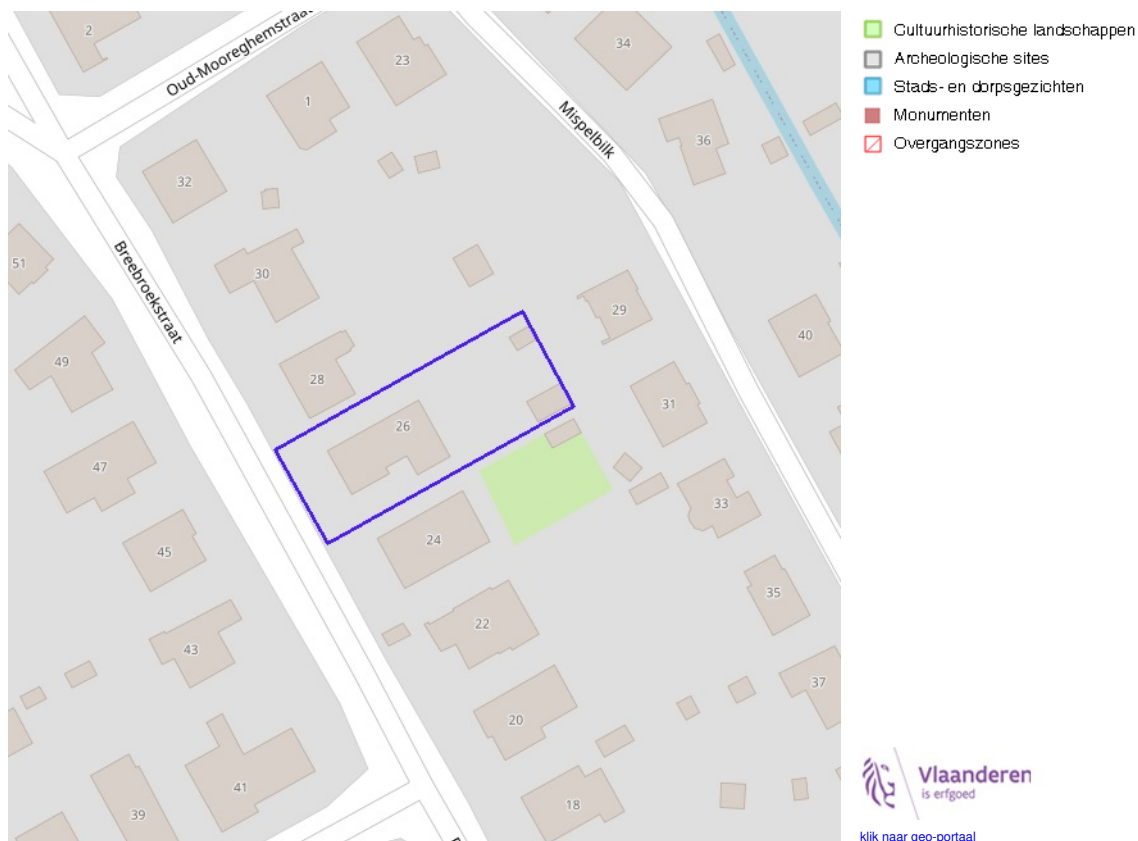 2
Oud-Mooreghemstraat
23
34
1
Mispelbilk
36
32
51
30
Breebroekstraat
29
40
49
28
31
26
47
33
24
45
35
22
43
37
20
41
18
39
Cultuurhistorische landschappen
Archeologische sites
Stads- en dorpsgezichten
Monumenten
Overgangszones
Vlaanderen
is erfgoed
klik naar geo-portaal